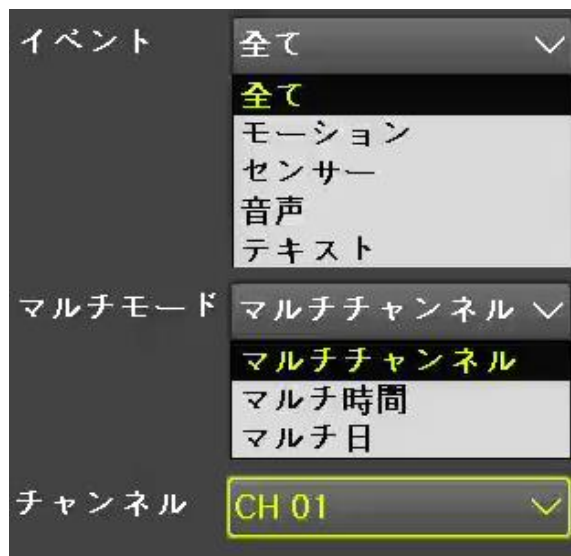 イベント 全て
全て
モーション
センサー
音声
テキスト
マルチモード マルチチャンネル
マルチチャンネル
マルチ時間
マルチ日
チャンネル CH 01